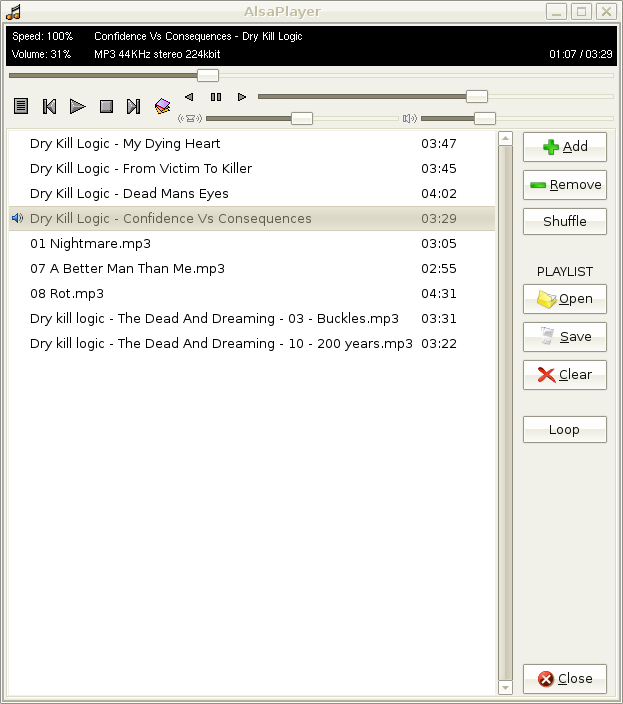 AlsaPlayer
Speed: 100% Confidence Vs Consequences - Dry Kill Logic
Volume: 31% MP3 44KHz stereo 224kbit 01:07 / 03:29
Dry Kill Logic - My Dying Heart 03:47
Dry Kill Logic - From Victim To Killer 03:45
Dry Kill Logic - Dead Mans Eyes 04:02
Dry Kill Logic - Confidence Vs Consequences 03:29
01 Nightmare.mp3 03:05
07 A Better Man Than Me.mp3 02:55
08 Rot.mp3 04:31
Dry kill logic - The Dead And Dreaming - 03 - Buckles.mp3 03:31
Dry kill logic - The Dead And Dreaming - 10 - 200 years.mp3 03:22
Add
Remove
Shuffle
PLAYLIST
Open
Save
Clear
Loop
Close